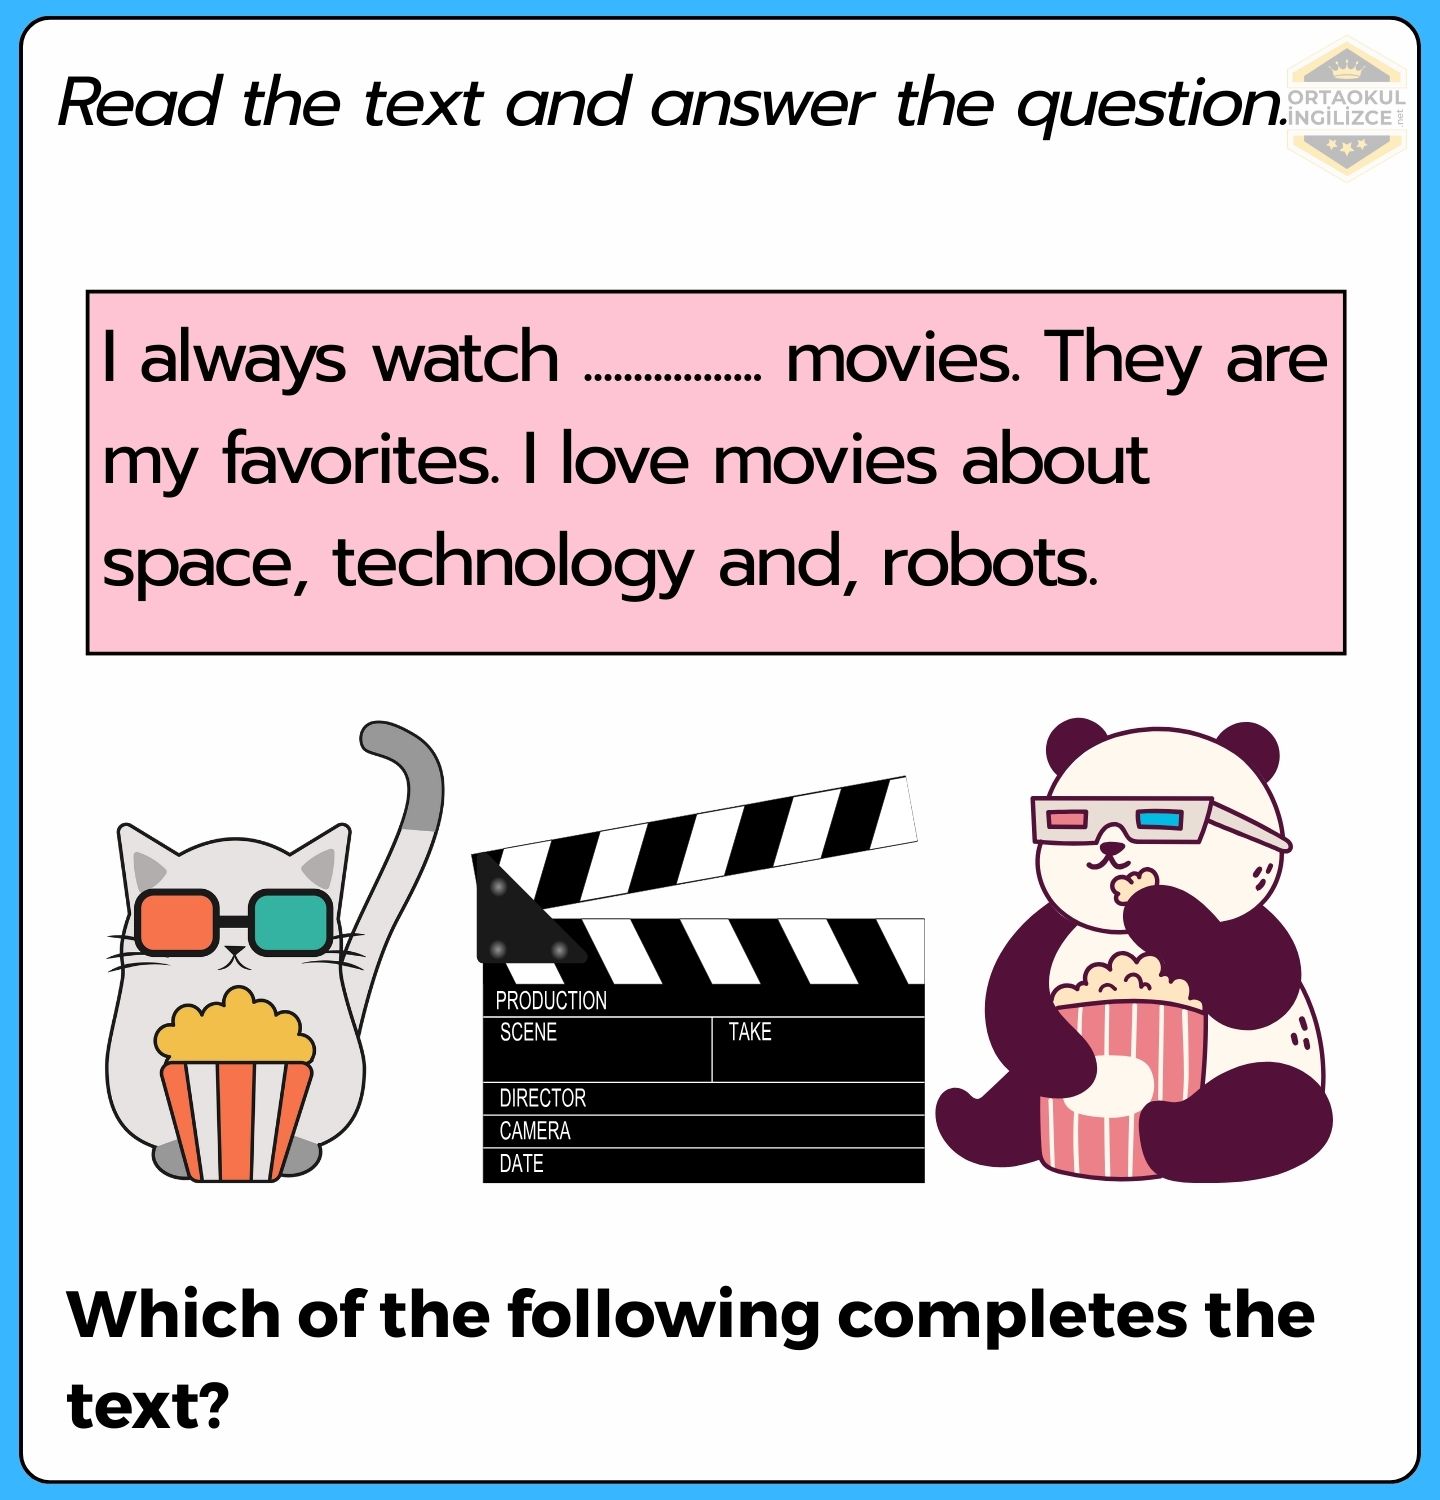 Read the text and answer the question.
ORTAOKUL
İNGİLİZCE
.net
I always watch .................. movies. They are
my favorites. I love movies about
space, technology and, robots.
PRODUCTION
SCENE TAKE
DIRECTOR
CAMERA
DATE
Which of the following completes the
text?